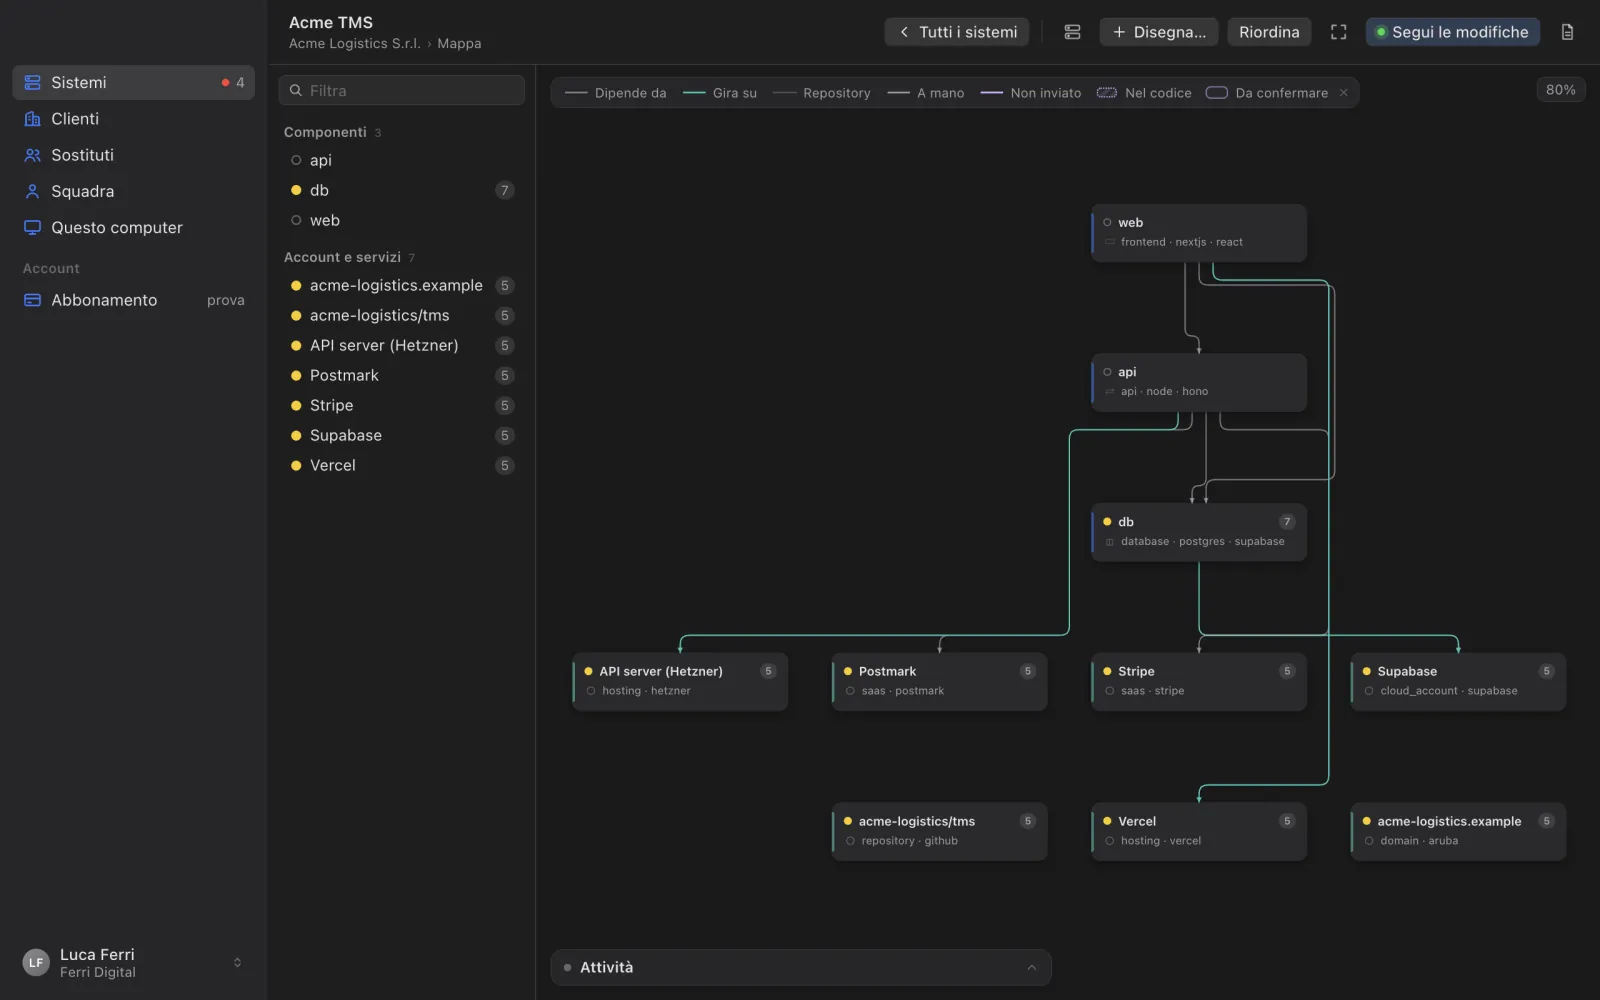 Acme TMS
Acme Logistics S.r.l. › Mappa
Tutti i sistemi
Disegna...
Riordina
Segui le modifiche
Sistemi 4
Clienti
Sostituti
Squadra
Questo computer
Account
Abbonamento prova
Filtra
Componenti 3
api
db 7
web
Account e servizi 7
acme-logistics.example 5
acme-logistics/tms 5
API server (Hetzner) 5
Postmark 5
Stripe 5
Supabase 5
Vercel 5
Dipende da Gira su Repository A mano Non inviato Nel codice Da confermare
80%
web
frontend · nextjs · react
api
api · node · hono
db 7
database · postgres · supabase
API server (Hetzner) 5
hosting · hetzner
Postmark 5
saas · postmark
Stripe 5
saas · stripe
Supabase 5
cloud_account · supabase
acme-logistics/tms 5
repository · github
Vercel 5
hosting · vercel
acme-logistics.example 5
domain · aruba
Attività
LF
Luca Ferri
Ferri Digital